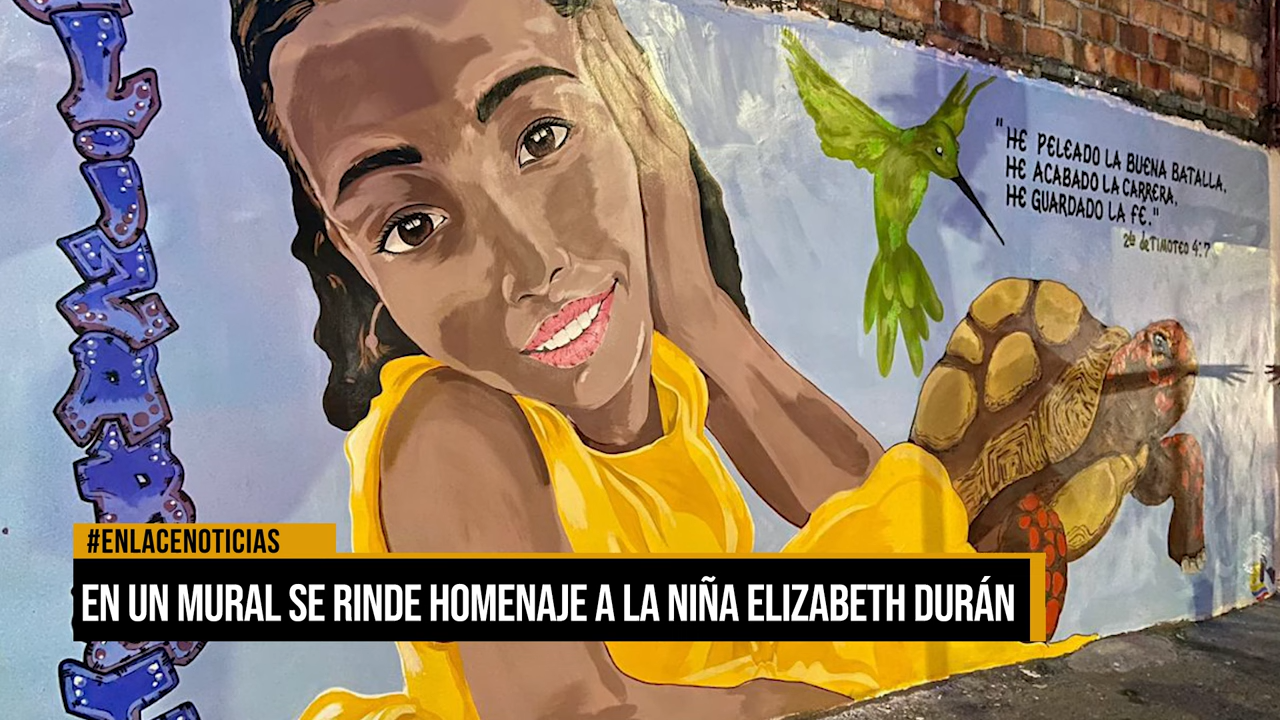 "HE PELEADO LA BUENA BATALLA,
HE ACABADO LA CARRERA,
HE GUARDADO LA FE."
2da de TIMOTEO 4:7
#ENLACENOTICIAS
EN UN MURAL SE RINDE HOMENAJE A LA NIÑA ELIZABETH DURÁN